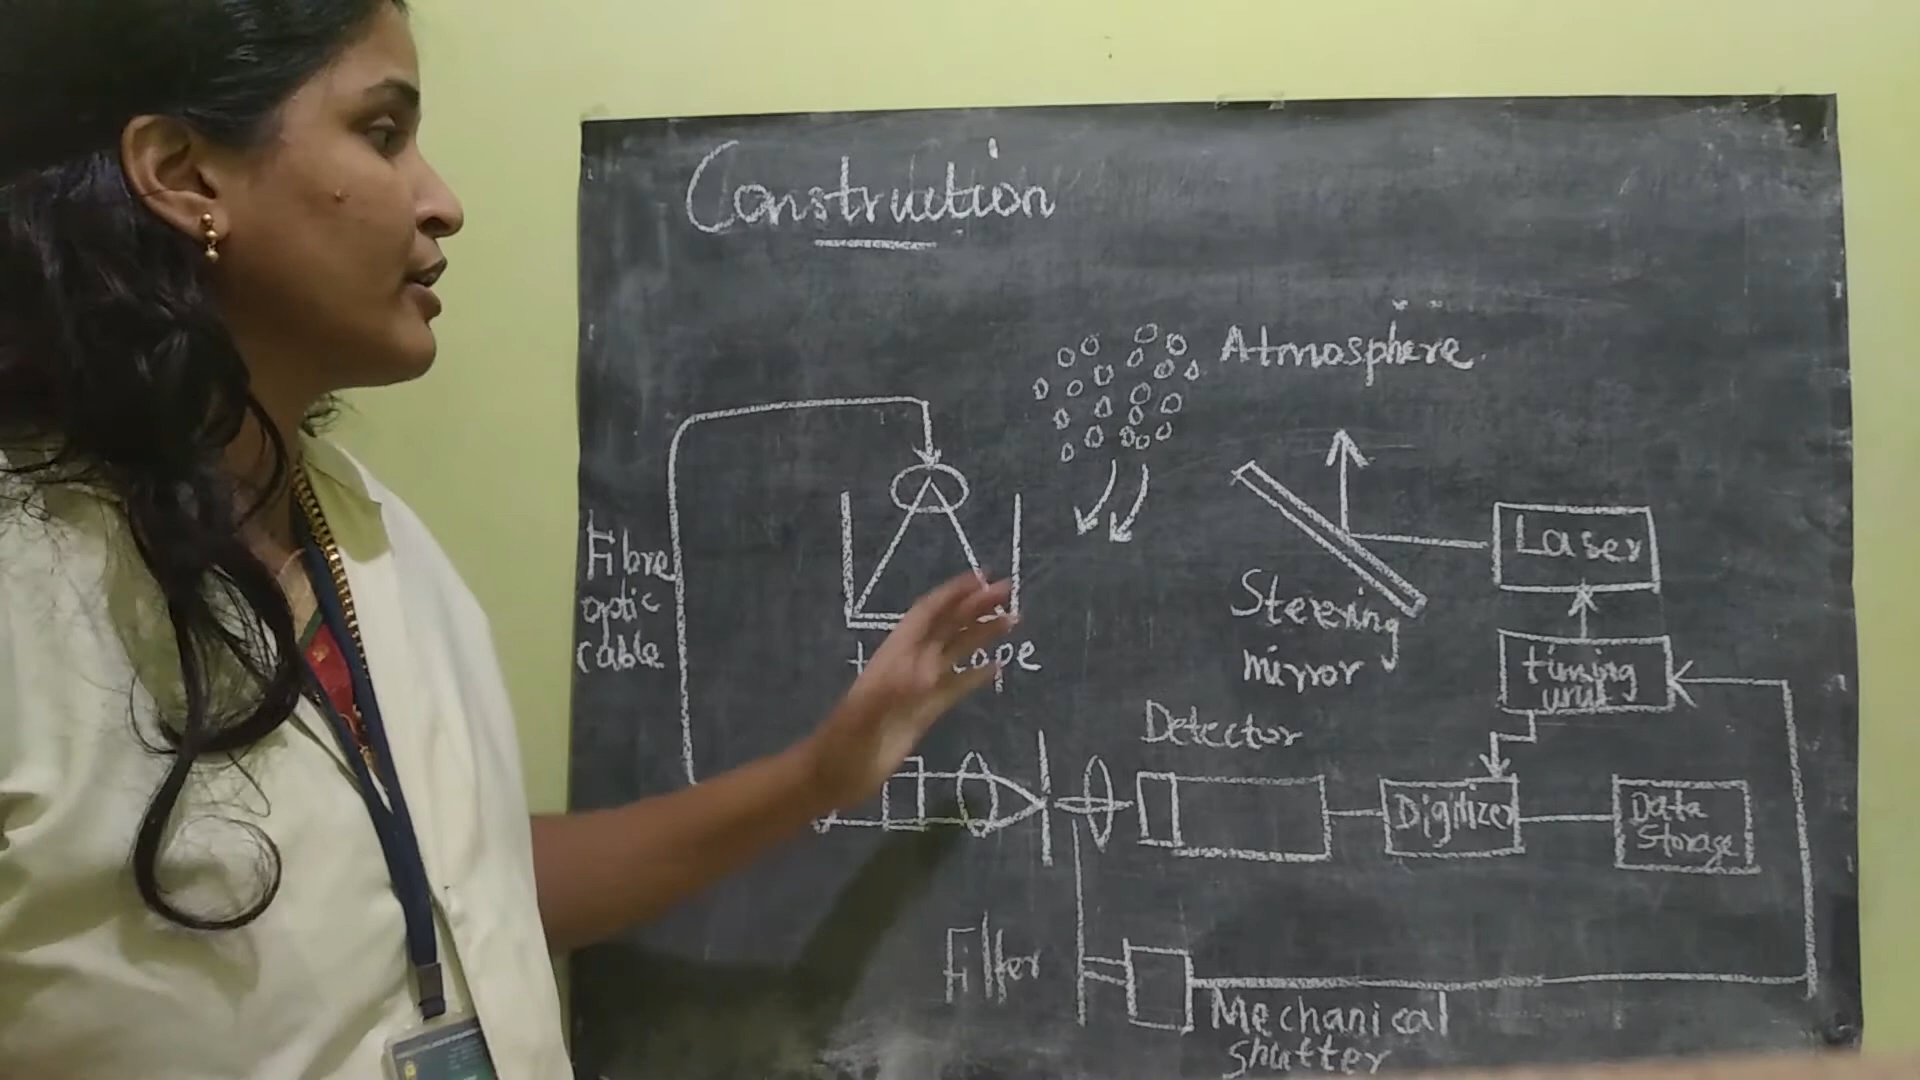 Construction
Atmosphere
Laser
Fibre
optic
cable
Steering
mirror
timing
unit
Detector
Digitizer
Data
Storage
Filter
Mechanical
Shutter